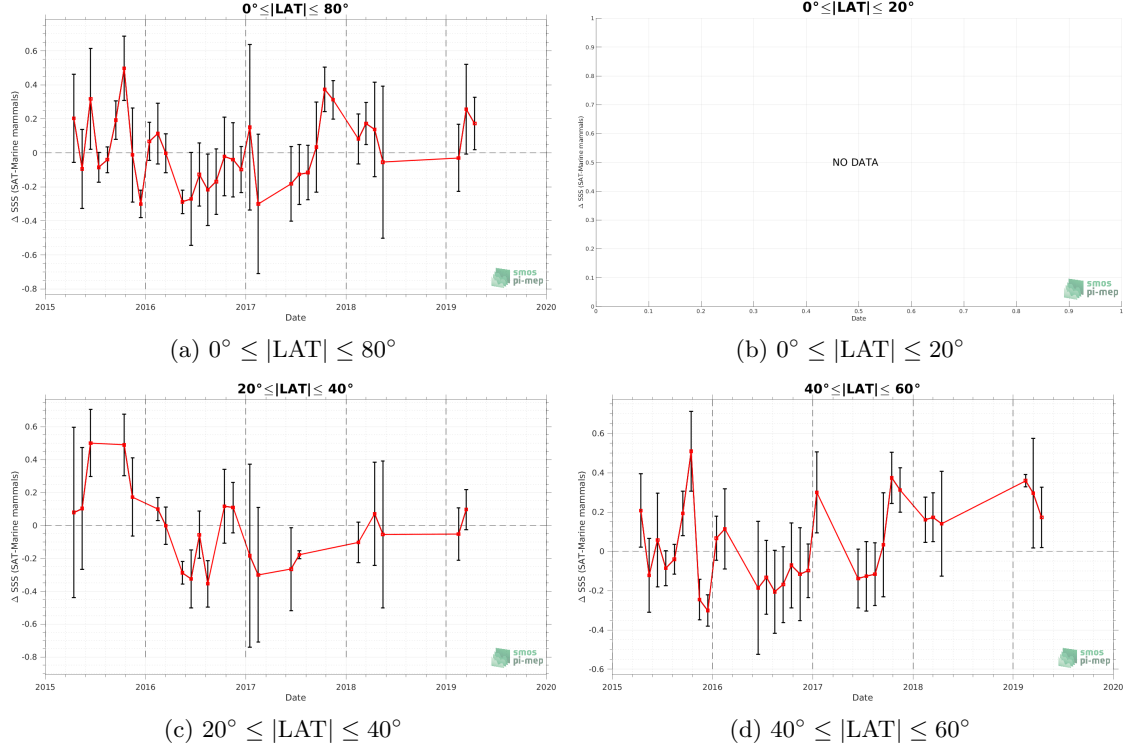 0°≤|LAT|≤ 80°
Δ SSS (SAT-Marine mammals)
0.6
0.4
0.2
0
-0.2
-0.4
-0.6
-0.8
2015 2016 2017 2018 2019 2020
Date
smos
pi-mep
(a) 0° ≤ |LAT| ≤ 80°
0°≤|LAT|≤ 20°
Δ SSS (SAT-Marine mammals)
1
0.9
0.8
0.7
0.6
0.5
0.4
0.3
0.2
0.1
0
NO DATA
0 0.1 0.2 0.3 0.4 0.5 0.6 0.7 0.8 0.9 1
Date
smos
pi-mep
(b) 0° ≤ |LAT| ≤ 20°
20°≤|LAT|≤ 40°
Δ SSS (SAT-Marine mammals)
0.6
0.4
0.2
0
-0.2
-0.4
-0.6
-0.8
2015 2016 2017 2018 2019 2020
Date
smos
pi-mep
(c) 20° ≤ |LAT| ≤ 40°
40°≤|LAT|≤ 60°
Δ SSS (SAT-Marine mammals)
0.6
0.4
0.2
0
-0.2
-0.4
-0.6
2015 2016 2017 2018 2019 2020
Date
smos
pi-mep
(d) 40° ≤ |LAT| ≤ 60°